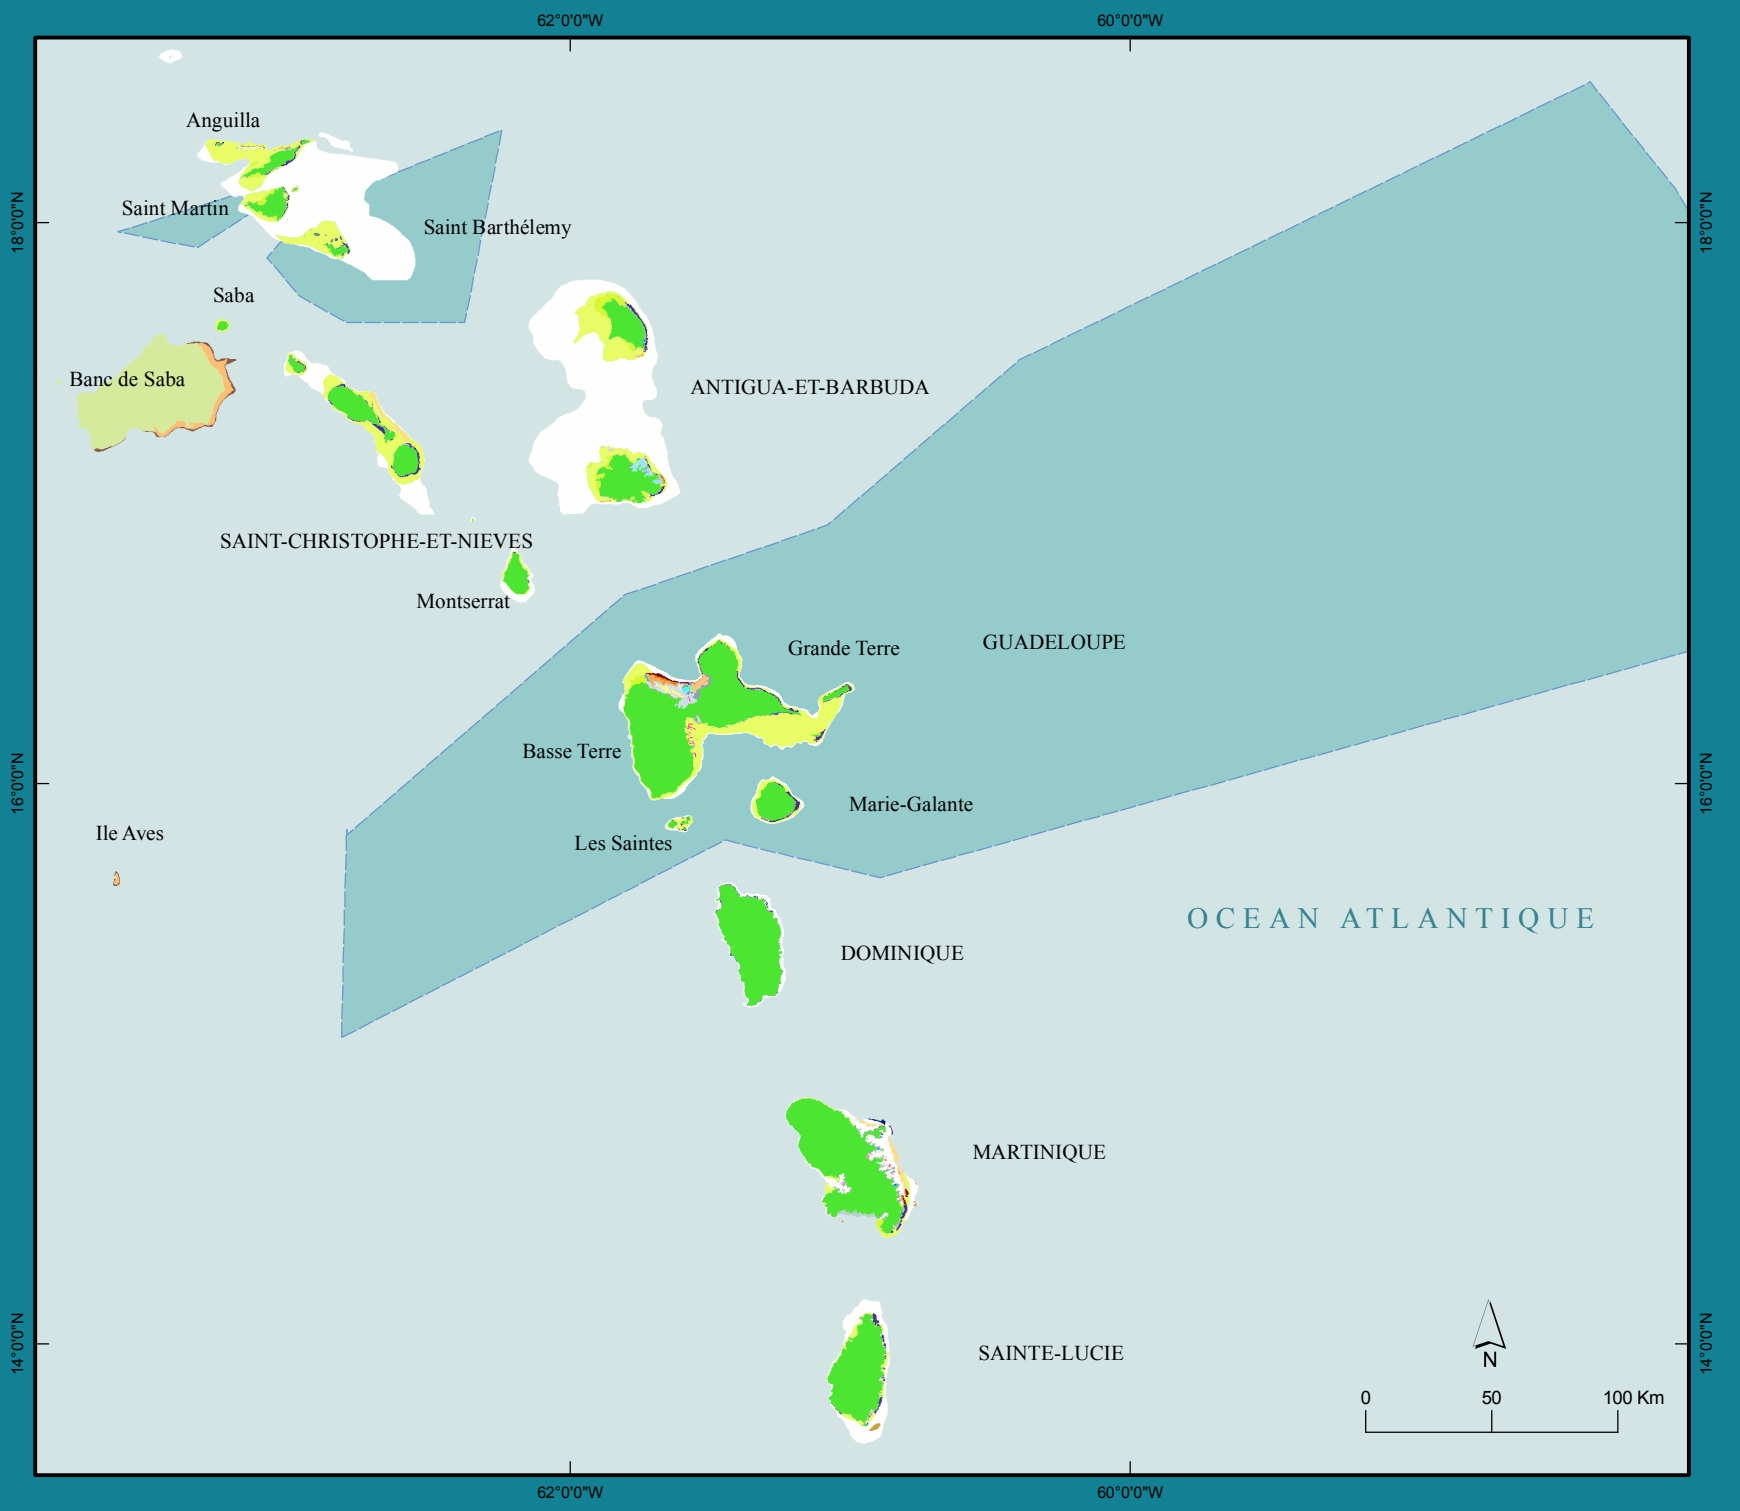 62°0'0"W
60°0'0"W
Anguilla
Saint Martin
18°0'0"N
18°0'0"N
Saint Barthélemy
Saba
Banc de Saba
ANTIGUA-ET-BARBUDA
SAINT-CHRISTOPHE-ET-NIEVES
Montserrat
Grande Terre
GUADELOUPE
Basse Terre
16°0'0"N
16°0'0"N
Marie-Galante
Ile Aves
Les Saintes
OCEAN ATLANTIQUE
DOMINIQUE
MARTINIQUE
14°0'0"N
14°0'0"N
SAINTE-LUCIE
N
0 50 100 Km
62°0'0"W
60°0'0"W